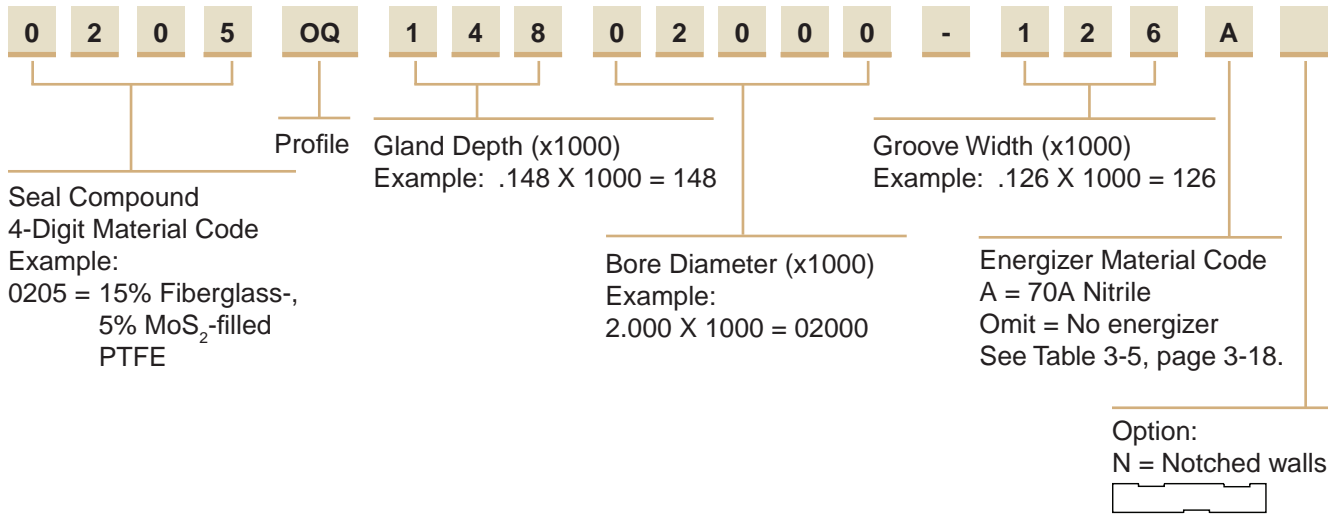 0 2 0 5 OQ 1 4 8 0 2 0 0 0 - 1 2 6 A
Profile
Gland Depth (x1000)
Example: .148 X 1000 = 148
Groove Width (x1000)
Example: .126 X 1000 = 126
Seal Compound
4-Digit Material Code
Example:
0205 = 15% Fiberglass-,
5% MoS₂-filled
PTFE
Bore Diameter (x1000)
Example:
2.000 X 1000 = 02000
Energizer Material Code
A = 70A Nitrile
Omit = No energizer
See Table 3-5, page 3-18.
Option:
N = Notched walls